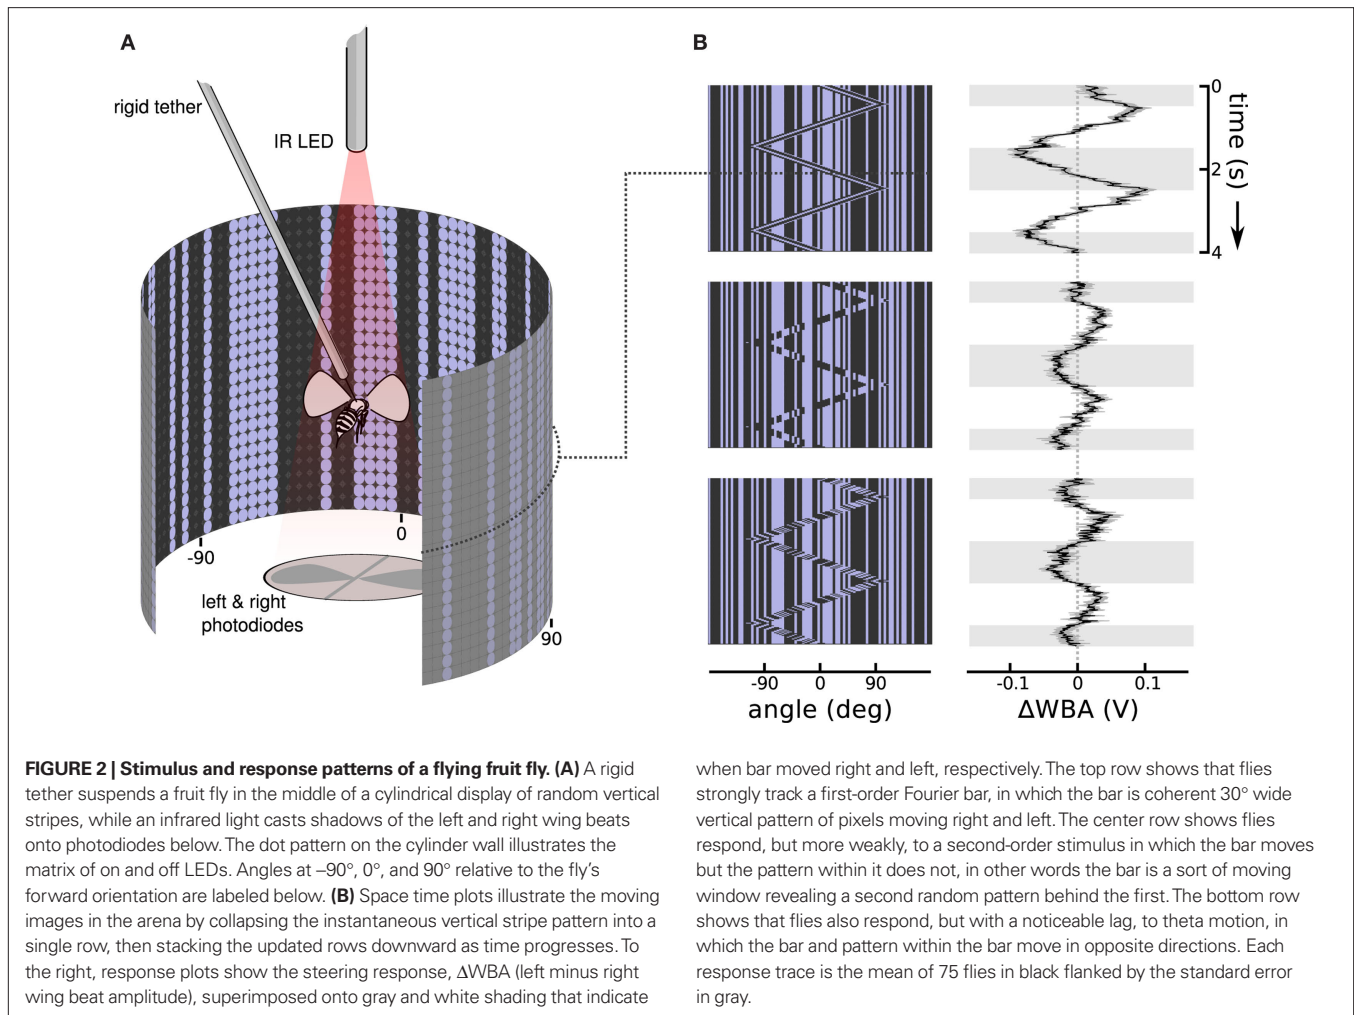 A
B
rigid tether
IR LED
-90
0
left & right
photodiodes
90
0
2
4
time (s)
-90 0 90
angle (deg)
-0.1 0 0.1
ΔWBA (V)
FIGURE 2 | Stimulus and response patterns of a flying fruit fly. (A) A rigid
tether suspends a fruit fly in the middle of a cylindrical display of random vertical
stripes, while an infrared light casts shadows of the left and right wing beats
onto photodiodes below. The dot pattern on the cylinder wall illustrates the
matrix of on and off LEDs. Angles at –90°, 0°, and 90° relative to the fly's
forward orientation are labeled below. (B) Space time plots illustrate the moving
images in the arena by collapsing the instantaneous vertical stripe pattern into a
single row, then stacking the updated rows downward as time progresses. To
the right, response plots show the steering response, ΔWBA (left minus right
wing beat amplitude), superimposed onto gray and white shading that indicate
when bar moved right and left, respectively. The top row shows that flies
strongly track a first-order Fourier bar, in which the bar is coherent 30° wide
vertical pattern of pixels moving right and left. The center row shows flies
respond, but more weakly, to a second-order stimulus in which the bar moves
but the pattern within it does not, in other words the bar is a sort of moving
window revealing a second random pattern behind the first. The bottom row
shows that flies also respond, but with a noticeable lag, to theta motion, in
which the bar and pattern within the bar move in opposite directions. Each
response trace is the mean of 75 flies in black flanked by the standard error
in gray.